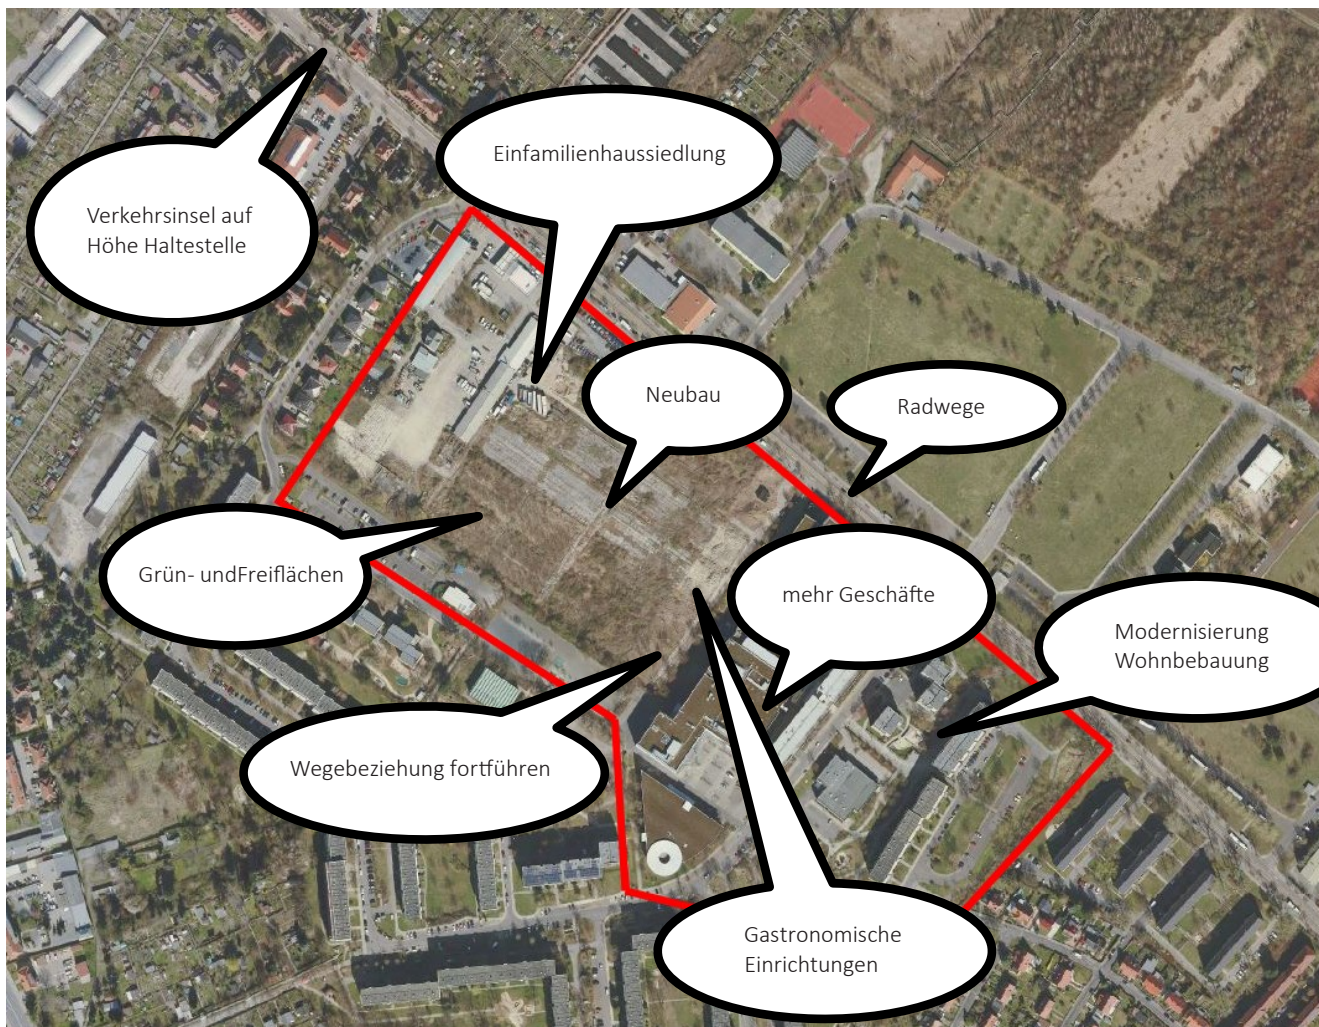 Einfamilienhaussiedlung
Verkehrsinsel auf
Höhe Haltestelle
Neubau
Radwege
Grün- undFreiflächen
mehr Geschäfte
Modernisierung
Wohnbebauung
Wegebeziehung fortführen
Gastronomische
Einrichtungen